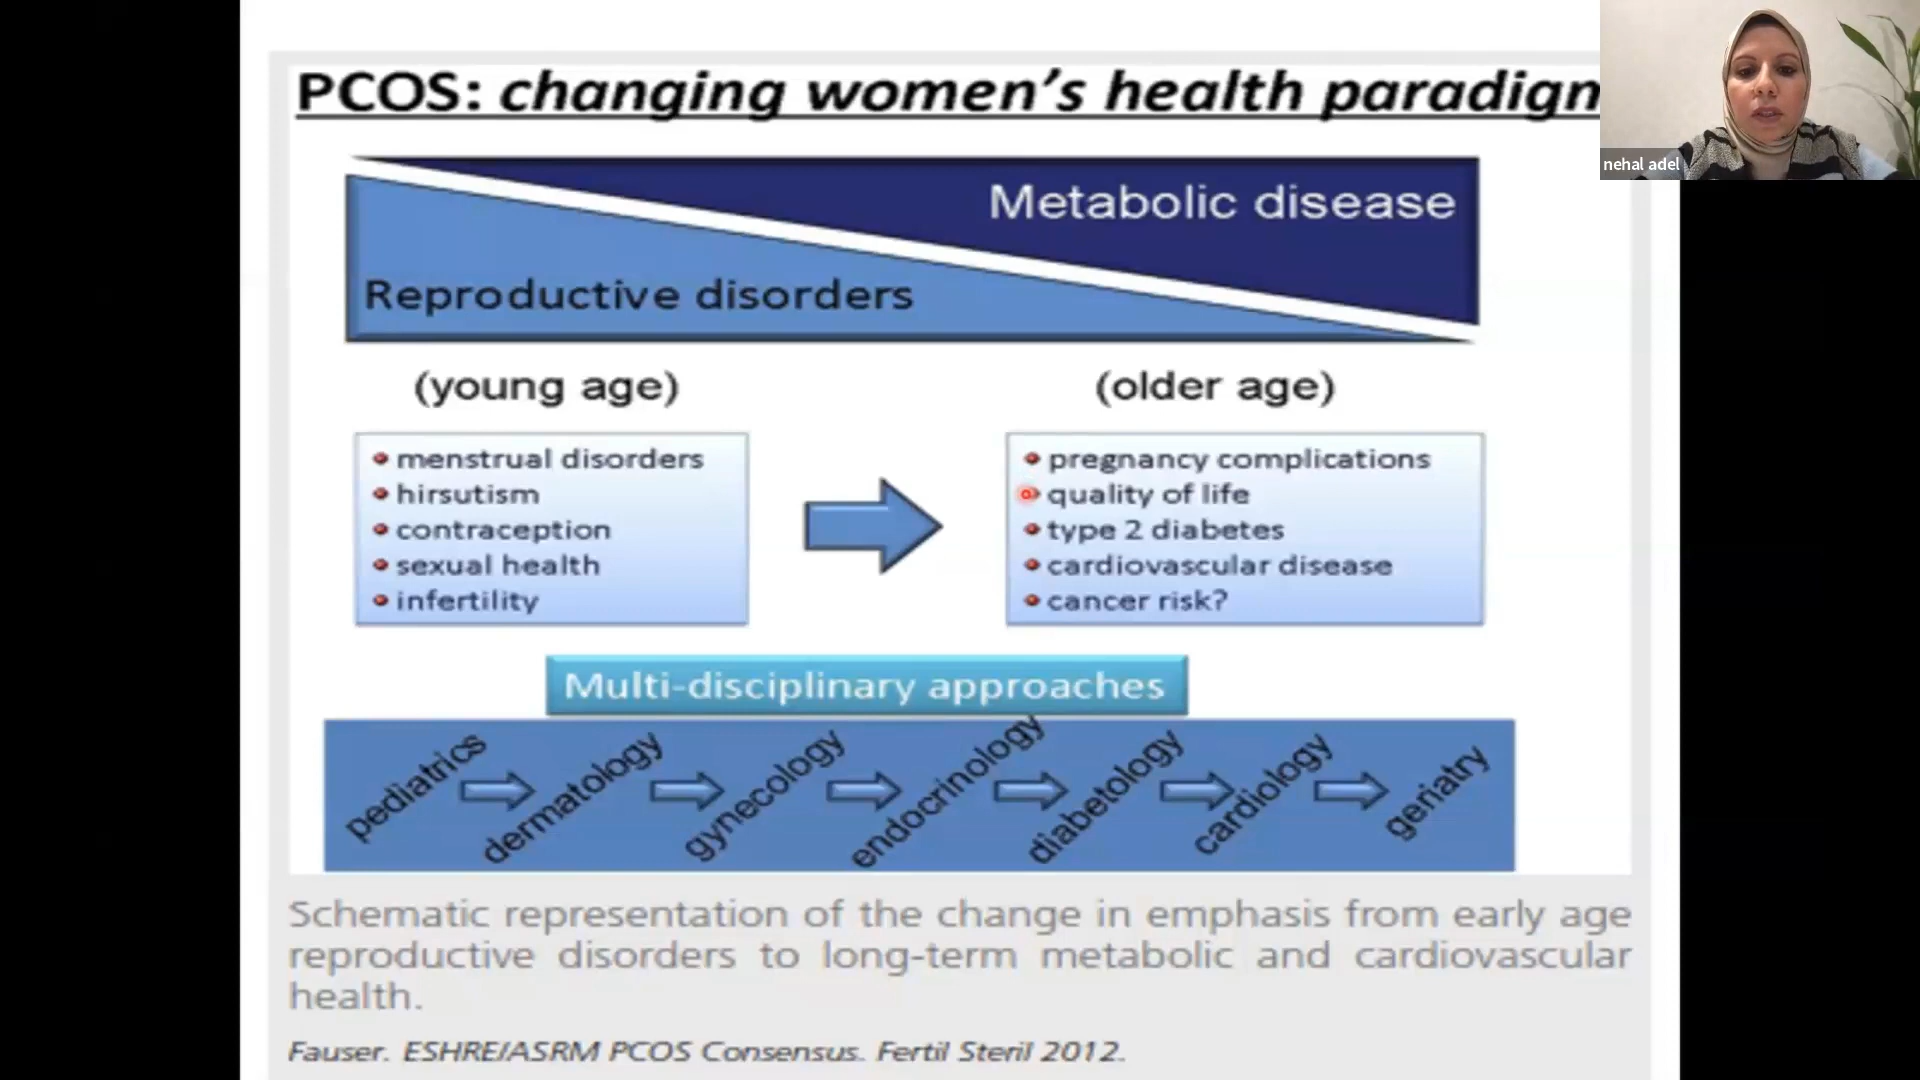 PCOS: changing women's health paradign
nehal adel
Metabolic disease
Reproductive disorders
(young age)
(older age)
menstrual disorders
hirsutism
contraception
sexual health
infertility
pregnancy complications
quality of life
type 2 diabetes
cardiovascular disease
cancer risk?
Multi-disciplinary approaches
pediatrics
dermatology
gynecology
endocrinology
diabetology
cardiology
geriatry
Schematic representation of the change in emphasis from early age
reproductive disorders to long-term metabolic and cardiovascular
health.
Fauser. ESHRE/ASRM PCOS Consensus. Fertil Steril 2012.